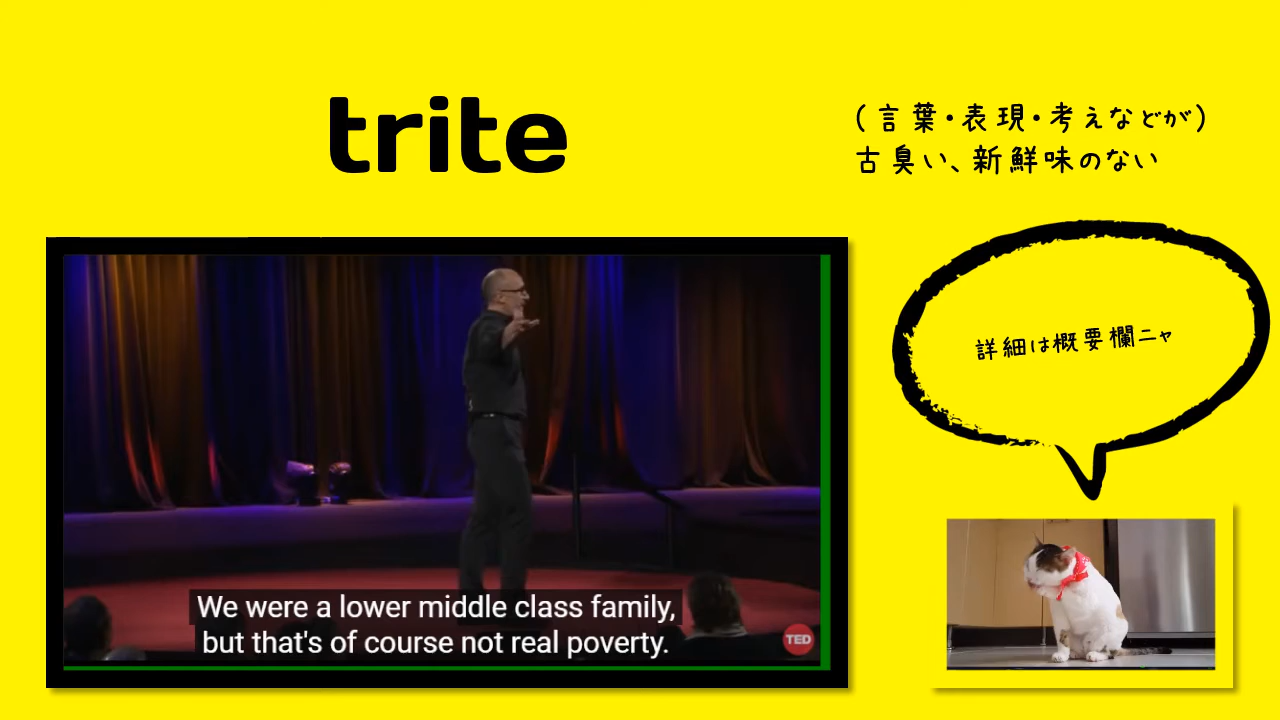 trite
(言葉・表現・考えなどが)
古臭い、新鮮味のない
詳細は概要欄ニャ
We were a lower middle class family,
but that's of course not real poverty.
TED